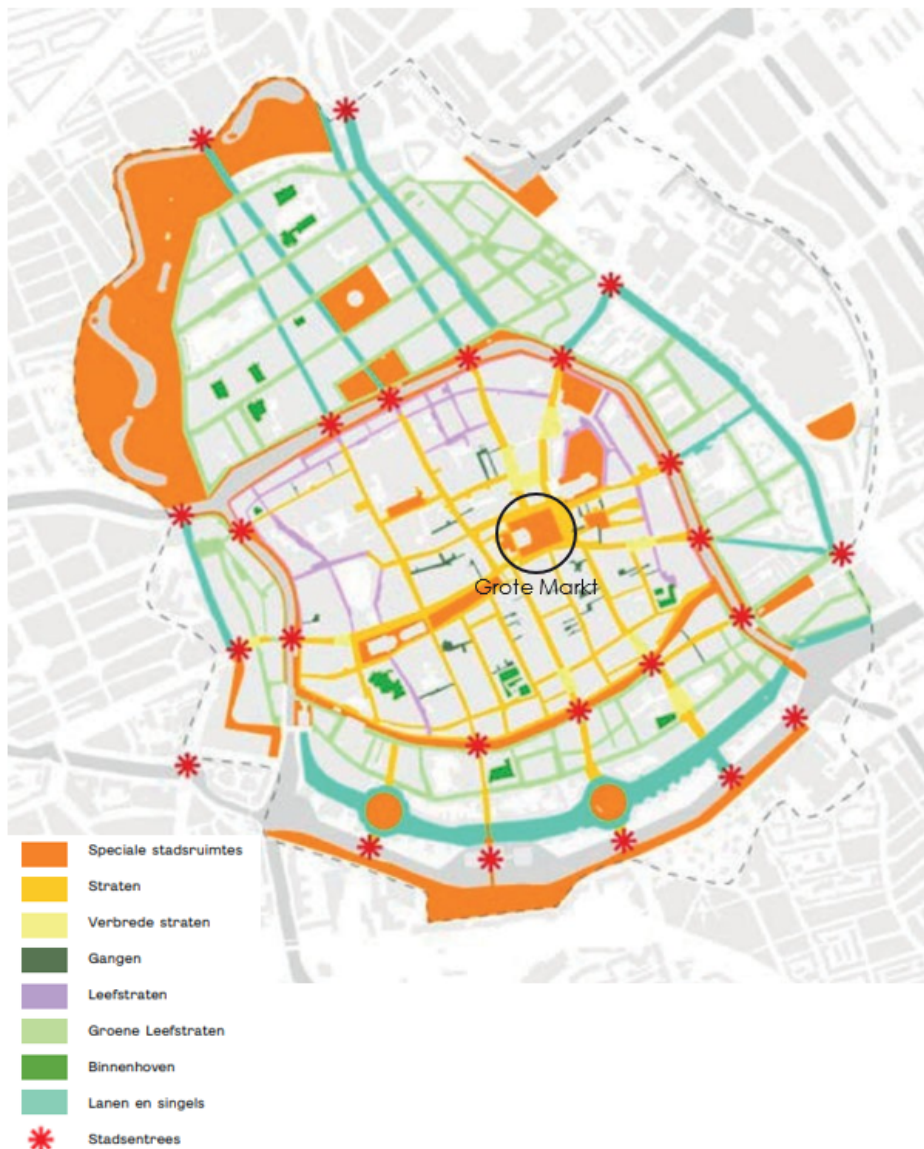 Grote Markt
Speciale stadsruimtes
Straten
Verbrede straten
Gangen
Leefstraten
Groene Leefstraten
Binnenhoven
Lanen en singels
Stadsentrees